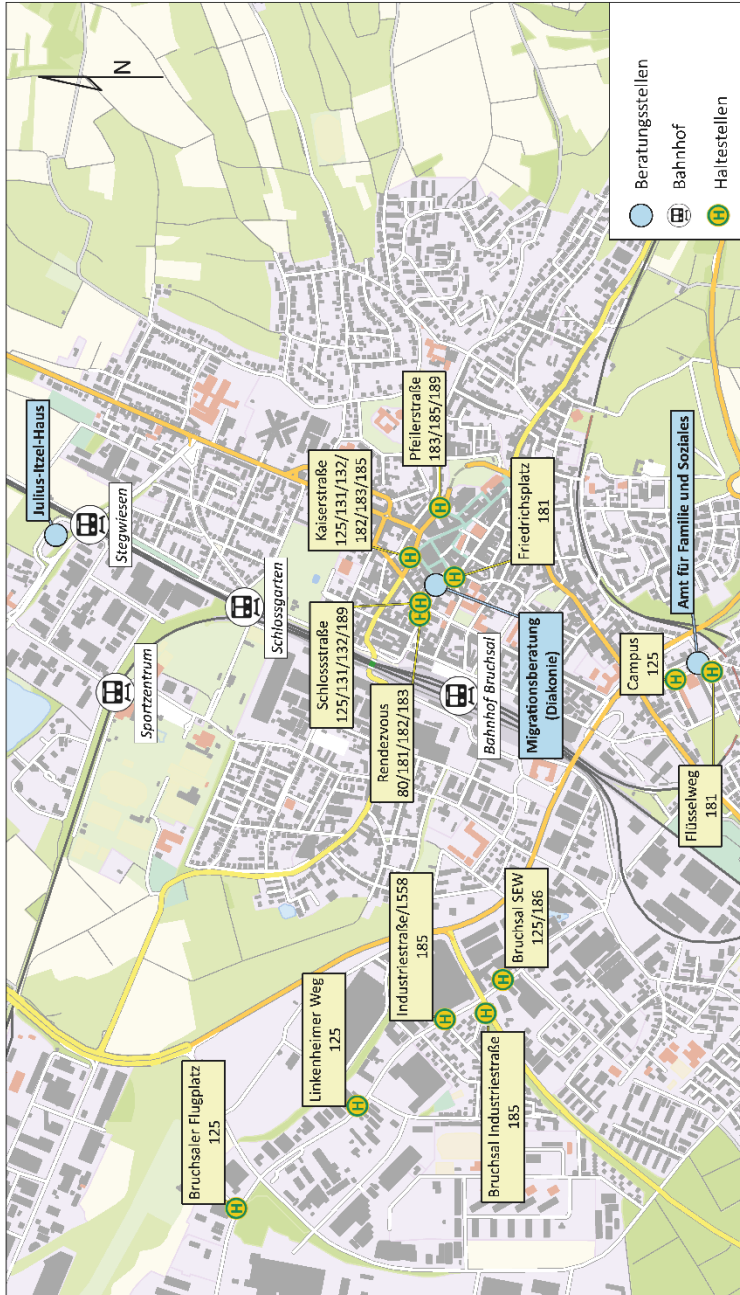 Julius-Itzel-Haus
N
Stegwiesen
Sportzentrum
Bruchsaler Flugplatz
125
Schlossgarten
Linkenheimer Weg
125
Schlossstraße
125/131/132/189
Kaiserstraße
125/131/132/
182/183/185
Rendezvous
80/181/182/183
Industriestraße/L558
185
Pfeilerstraße
183/185/189
Bahnhof Bruchsal
Bruchsal Industriestraße
185
Bruchsal SEW
125/186
Friedrichsplatz
181
Migrationsberatung
(Diakonie)
Campus
125
Amt für Familie und Soziales
Flüsselweg
181
Beratungsstellen
Bahnhof
H Haltestellen